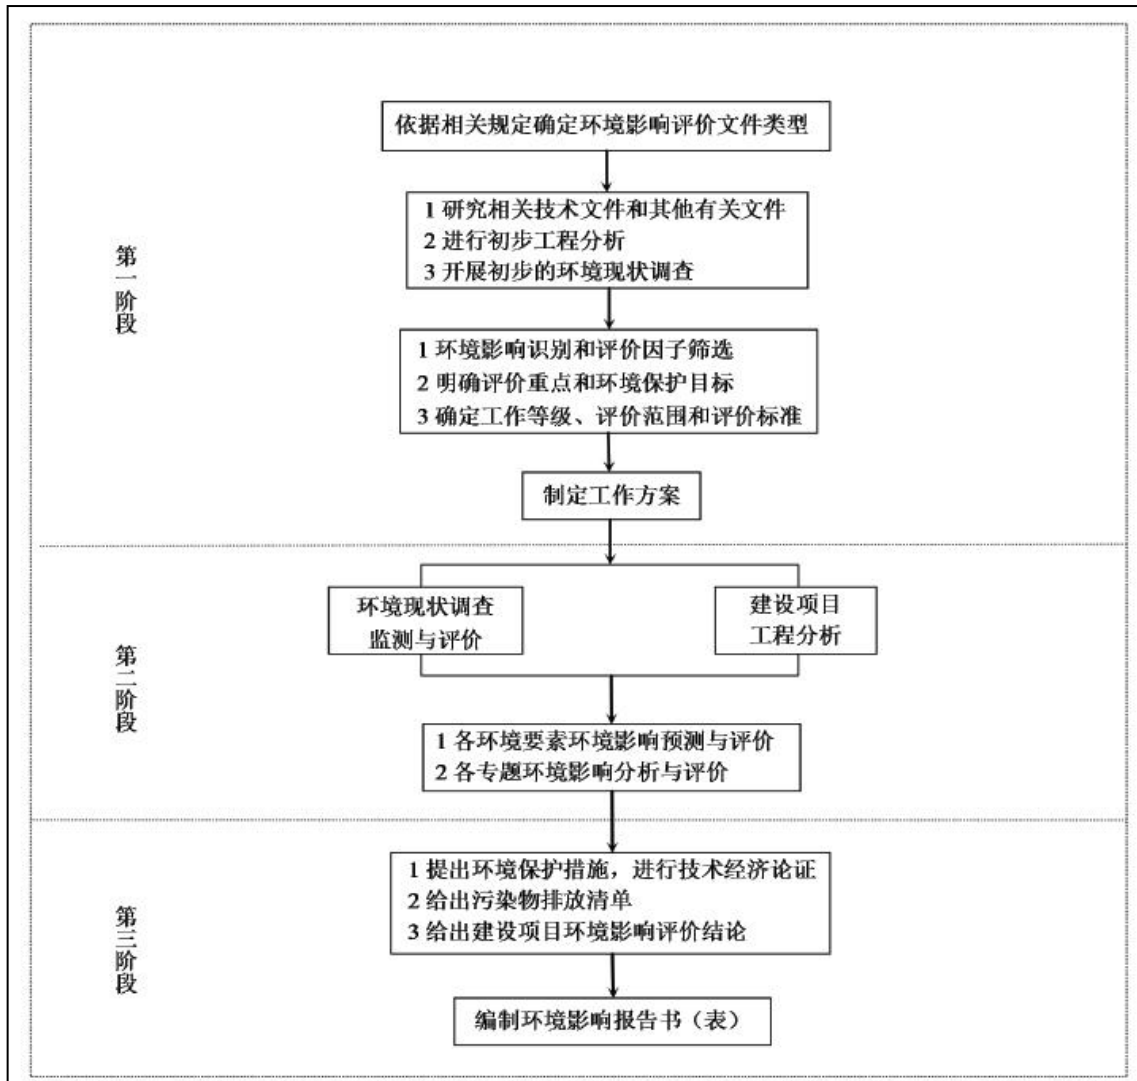 依据相关规定确定环境影响评价文件类型
1 研究相关技术文件和其他有关文件
2 进行初步工程分析
3 开展初步的环境现状调查
第一阶段
1 环境影响识别和评价因子筛选
2 明确评价重点和环境保护目标
3 确定工作等级、评价范围和评价标准
制定工作方案
环境现状调查
监测与评价
建设项目
工程分析
第二阶段
1 各环境要素环境影响预测与评价
2 各专题环境影响分析与评价
1 提出环境保护措施，进行技术经济论证
2 给出污染物排放清单
3 给出建设项目环境影响评价结论
第三阶段
编制环境影响报告书（表）